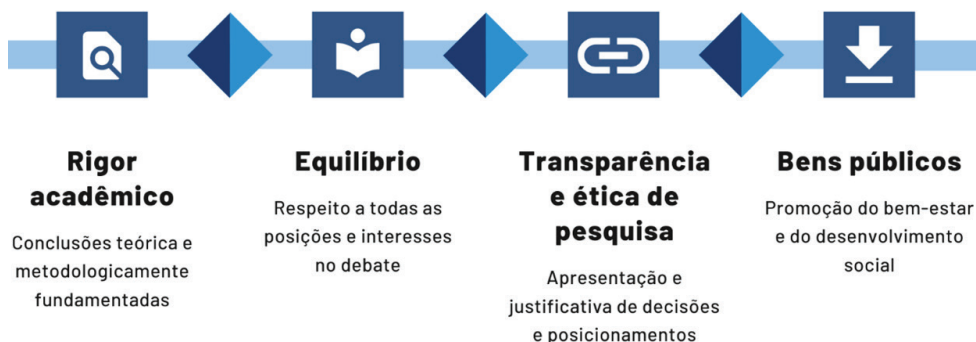 Rigor
acadêmico
Conclusões teórica e
metodologicamente
fundamentadas
Equilíbrio
Respeito a todas as
posições e interesses
no debate
Transparência
e ética de
pesquisa
Apresentação e
justificativa de decisões
e posicionamentos
Bens públicos
Promoção do bem-estar
e do desenvolvimento
social